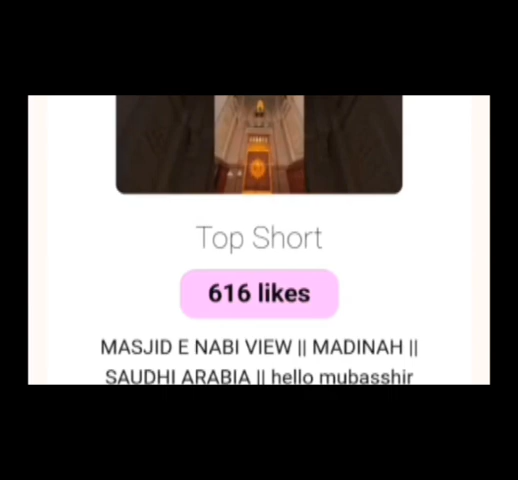 Top Short
616 likes
MASJID E NABI VIEW || MADINAH ||
SAUDHI ARABIA || hello mubasshir